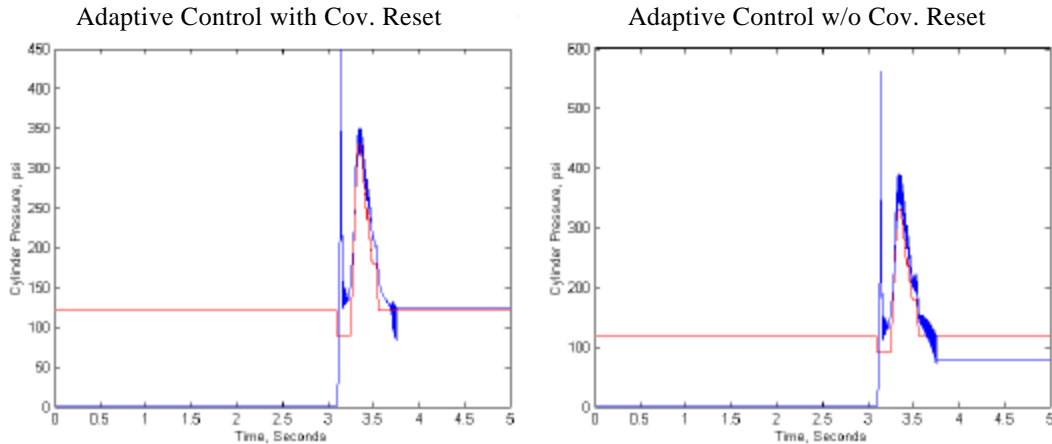 Adaptive Control with Cov. Reset
450
400
350
300
250
200
150
100
50
0
Cylinder Pressure, psi
0 0.5 1 1.5 2 2.5 3 3.5 4 4.5 5
Time, Seconds
Adaptive Control w/o Cov. Reset
600
500
400
300
200
100
0
Cylinder Pressure, psi
0 0.5 1 1.5 2 2.5 3 3.5 4 4.5 5
Time, Seconds